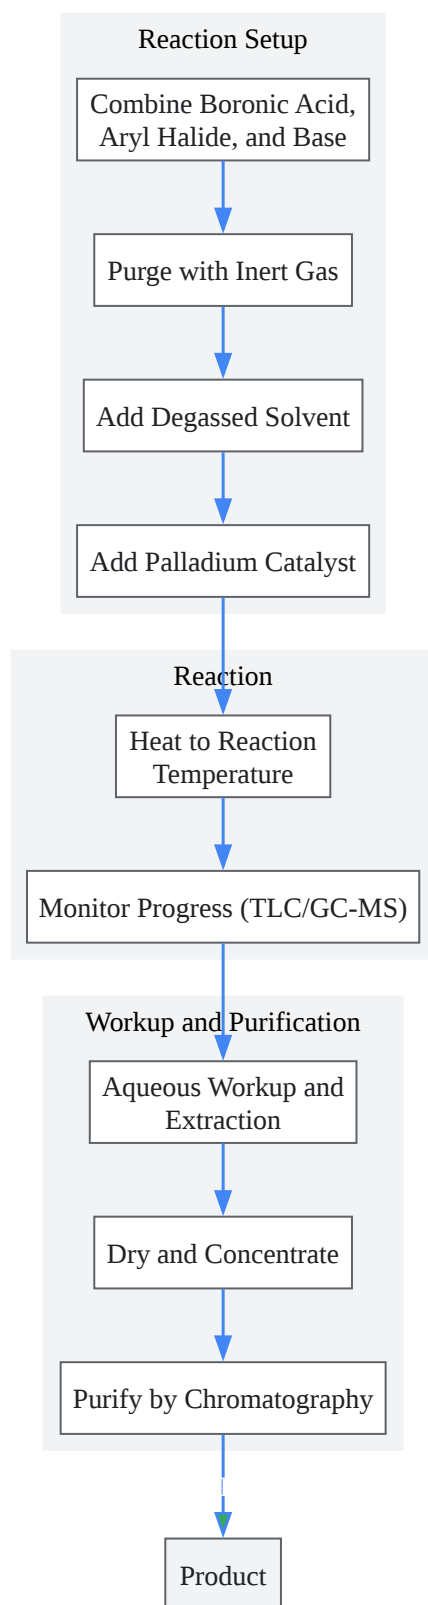 Reaction Setup
Combine Boronic Acid,
Aryl Halide, and Base
Purge with Inert Gas
Add Degassed Solvent
Add Palladium Catalyst
Reaction
Heat to Reaction
Temperature
Monitor Progress (TLC/GC-MS)
Workup and Purification
Aqueous Workup and
Extraction
Dry and Concentrate
Purify by Chromatography
Product